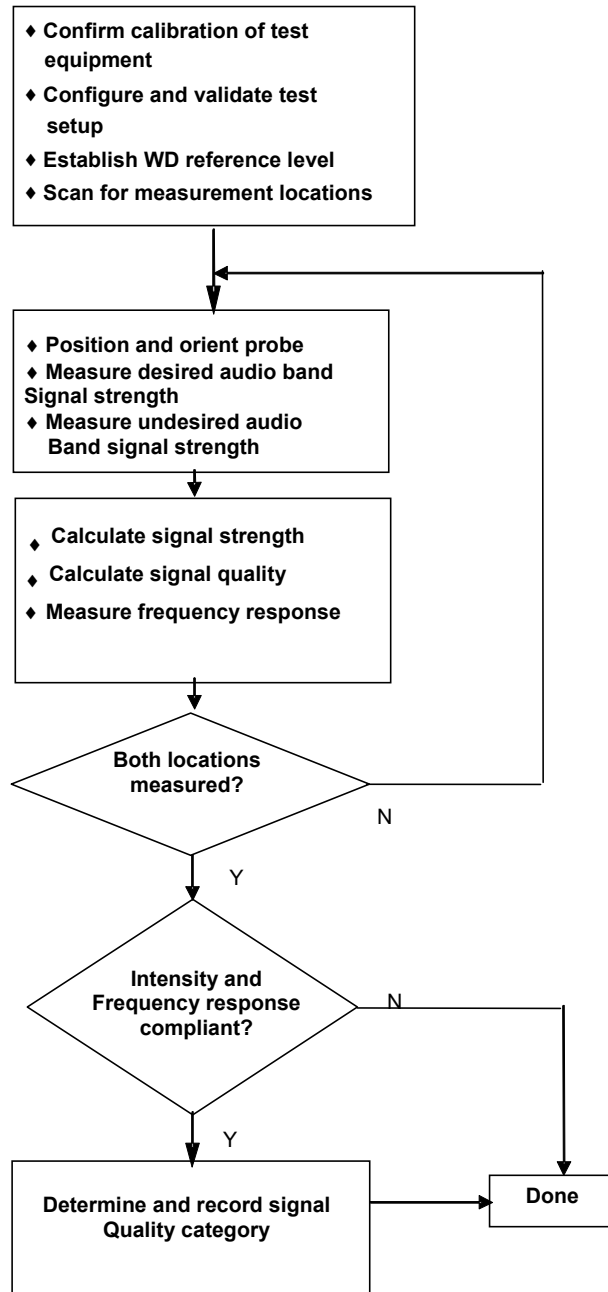 ♦ Confirm calibration of test
equipment
♦ Configure and validate test
setup
♦ Establish WD reference level
♦ Scan for measurement locations
♦ Position and orient probe
♦ Measure desired audio band
Signal strength
♦ Measure undesired audio
Band signal strength
♦ Calculate signal strength
♦ Calculate signal quality
♦ Measure frequency response
Both locations
measured?
N
Y
Intensity and
Frequency response
compliant?
N
Y
Determine and record signal
Quality category
Done